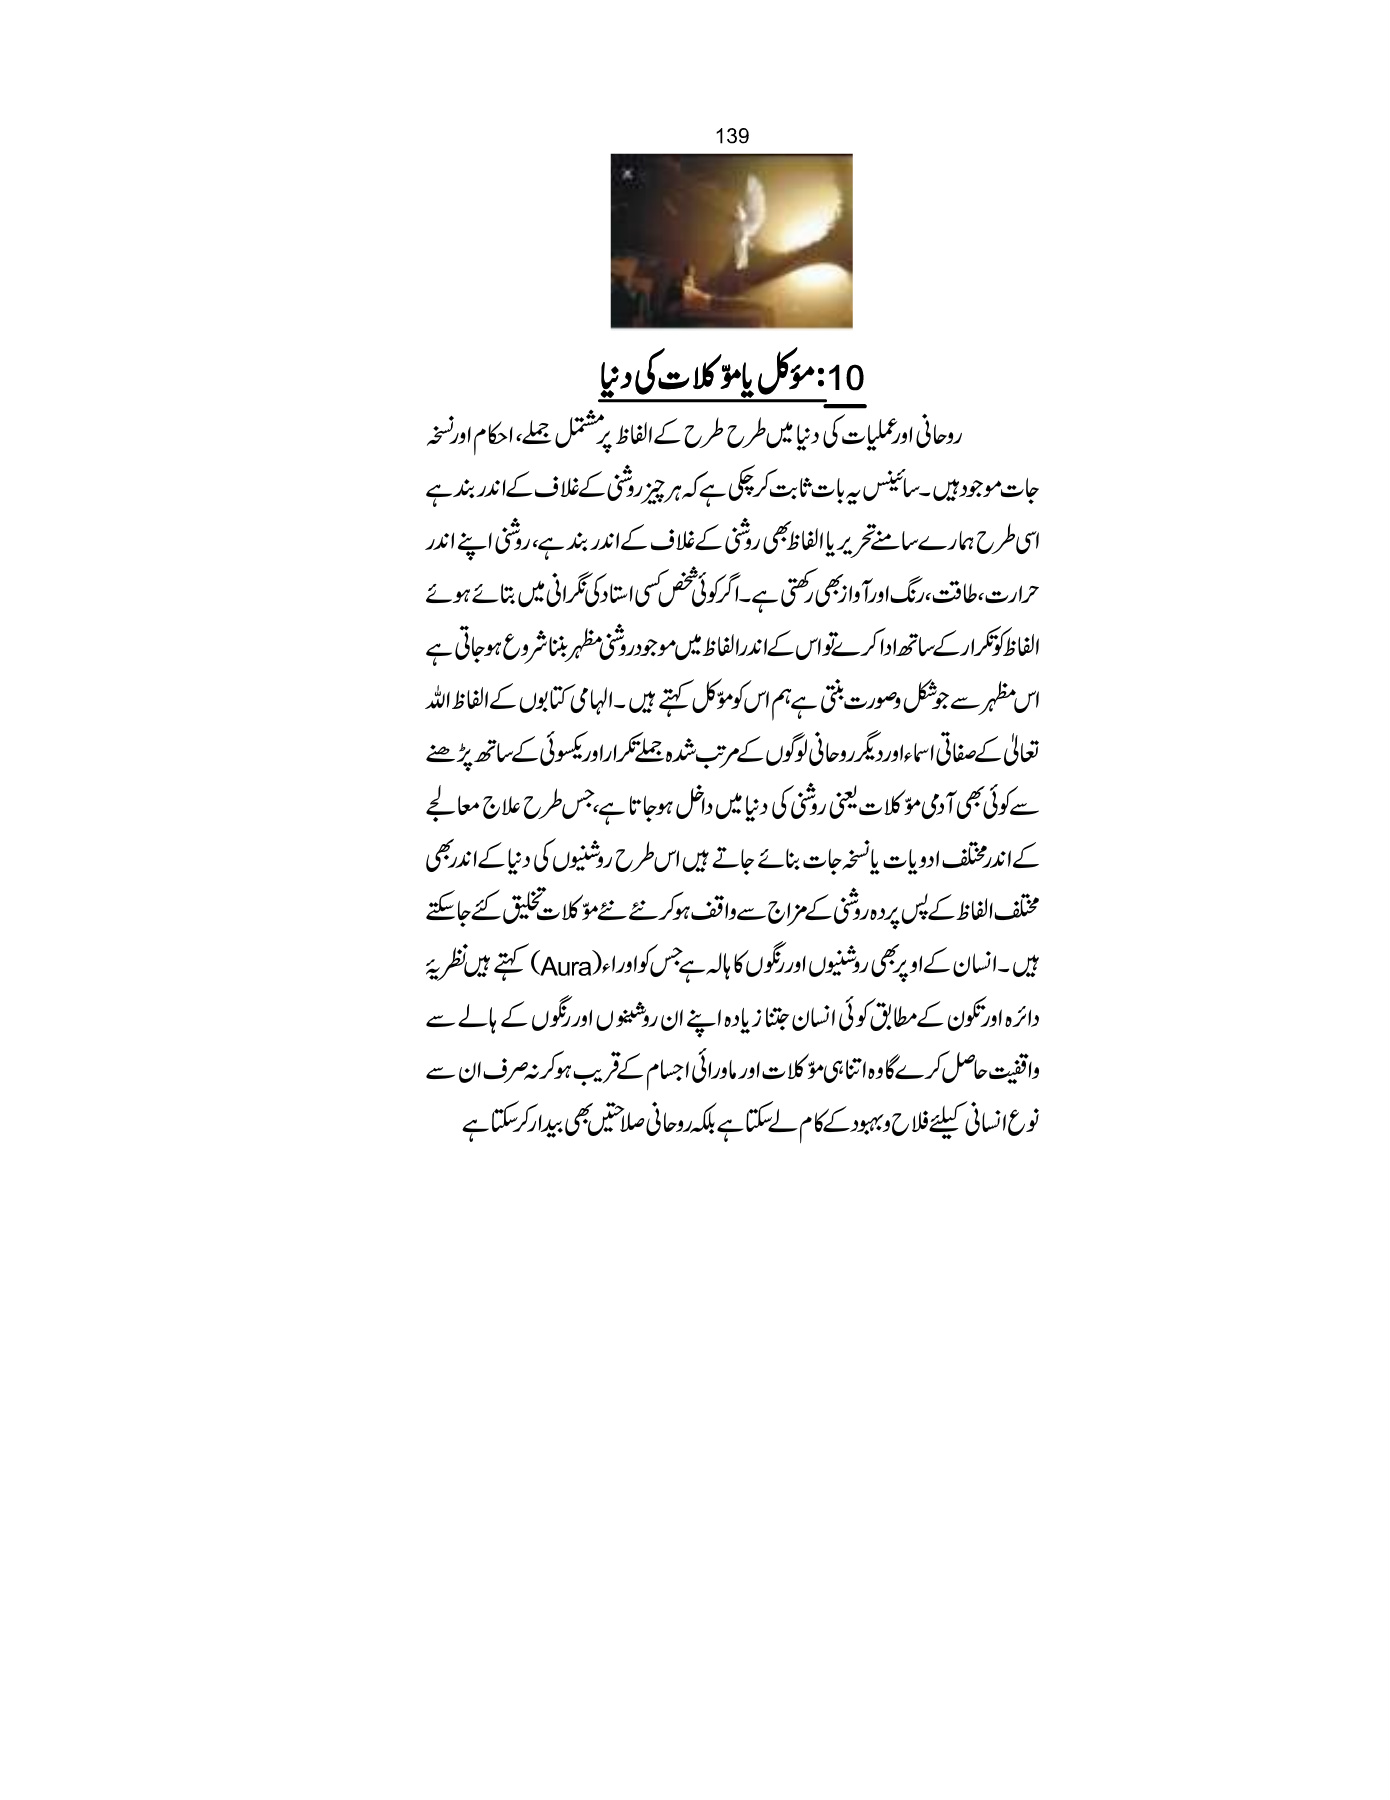 139
10:مؤکل یا مؤکلات کی دنیا
روحانی اور عملیات کی دنیا میں طرح طرح کے الفاظ پر مشتمل جملے، احکام اور نسخہ
جات موجود ہیں۔سائینس یہ بات ثابت کر چکی ہے کہ ہر چیز روشنی کے غلاف کے اندر بند ہے
اسی طرح ہمارے سامنے تحریر یا الفاظ بھی روشنی کے غلاف کے اندر بند ہے، روشنی اپنے اندر
حرارت، طاقت، رنگ اور آواز بھی رکھتی ہے۔اگر کوئی شخص کسی استاد کی نگرانی میں بتائے ہوئے
الفاظ کو تکرار کے ساتھ ادا کرے تو اس کے اندر الفاظ میں موجود روشنی مظہر بننا شروع ہو جاتی ہے
اس مظہر سے جو شکل وصورت بنتی ہے ہم اس کو مؤکل کہتے ہیں۔الہامی کتابوں کے الفاظ اللہ
تعالیٰ کے صفاتی اسماء اور دیگر روحانی لوگوں کے مرتب شدہ جملے تکرار اور یکسوئی کے ساتھ پڑھنے
سے کوئی بھی آدمی مؤکلات یعنی روشنی کی دنیا میں داخل ہو جاتا ہے، جس طرح علاج معالجے
کے اندر مختلف ادویات یا نسخہ جات بنائے جاتے ہیں اس طرح روشنیوں کی دنیا کے اندر بھی
مختلف الفاظ کے پس پردہ روشنی کے مزاج سے واقف ہو کر نئے نئے مؤکلات تخلیق کئے جا سکتے
ہیں۔انسان کے اوپر بھی روشنیوں اور رنگوں کا ہالہ ہے جس کو اوراء(Aura) کہتے ہیں نظریۂ
دائرہ اور تکون کے مطابق کوئی انسان جتنا زیادہ اپنے ان روشینوں اور رنگوں کے ہالے سے
واقفیت حاصل کرے گا وہ اتنا ہی مؤکلات اور ماورائی اجسام کے قریب ہو کر نہ صرف ان سے
نوع انسانی کیلئے فلاح و بہبود کے کام لے سکتا ہے بلکہ روحانی صلاحتیں بھی بیدار کر سکتا ہے